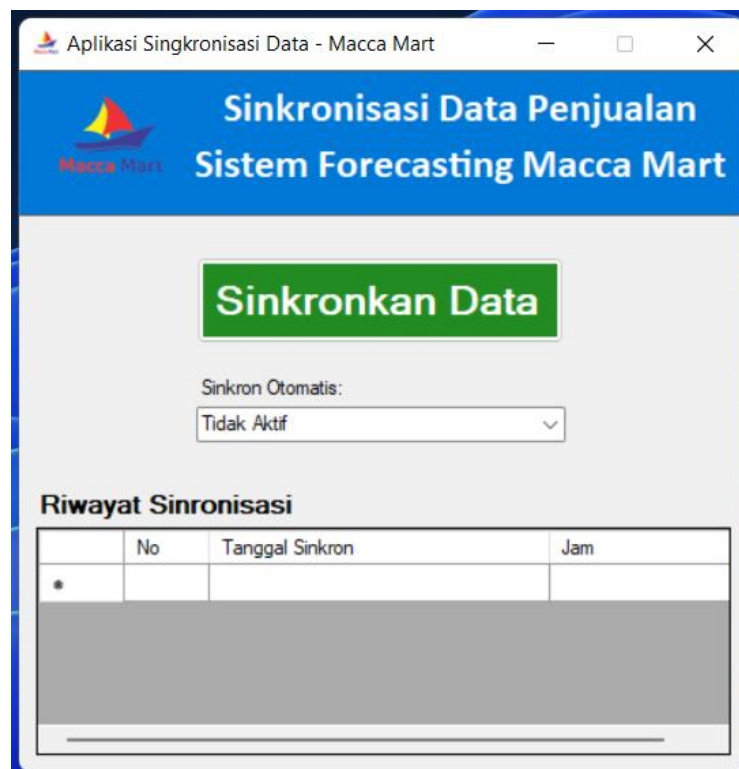 Aplikasi Singkronisasi Data - Macca Mart
Macca Mart
Sinkronisasi Data Penjualan
Sistem Forecasting Macca Mart
Sinkronkan Data
Sinkron Otomatis:
Tidak Aktif
Riwayat Sinronisasi
No Tanggal Sinkron Jam